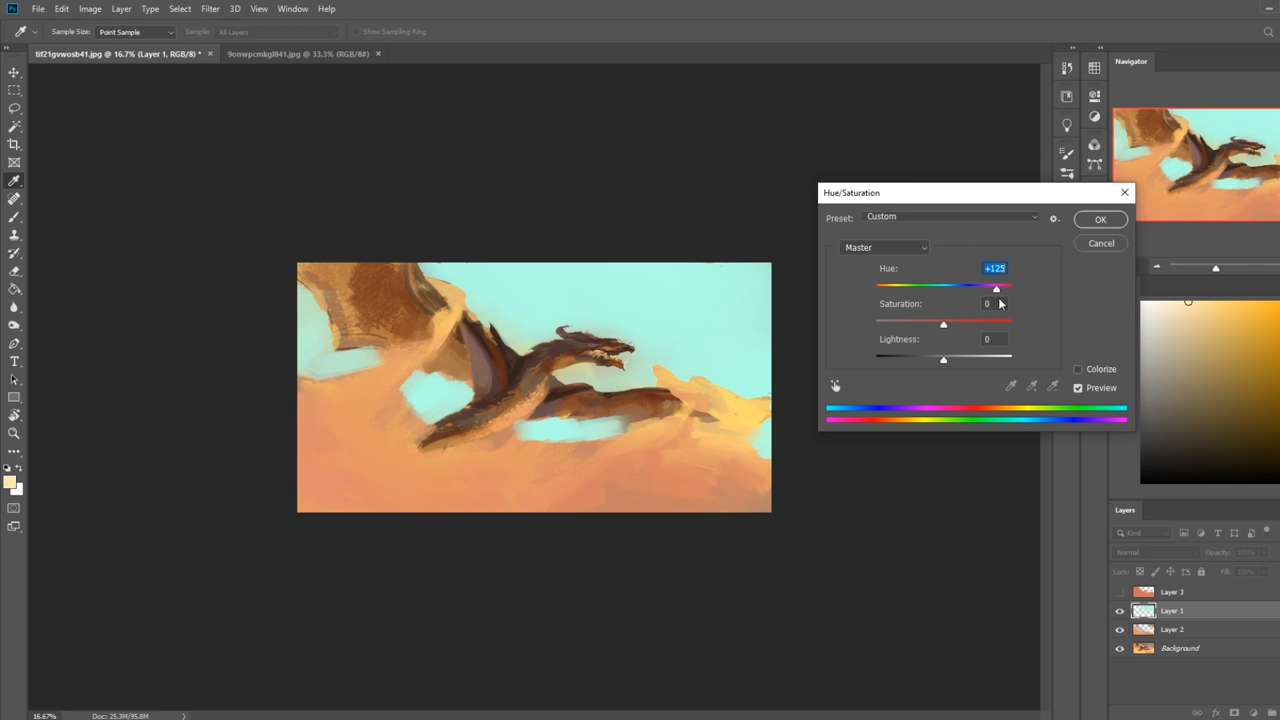 Ps File Edit Image Layer Type Select Filter 3D View Window Help
Sample Size: Point Sample Sample: All Layers Show Sampling Ring
tif21gvwosb41.jpg @ 16.7% (Layer 1, RGB/8) * × 9onwpcmkgl841.jpg @ 33.3% (RGB/8#) ×
Navigator
Hue/Saturation
Preset: Custom
OK
Master
Cancel
Hue: +125
Saturation: 0
Lightness: 0
Colorize
Preview
Layers
Kind
Normal Opacity: 100%
Lock: Fill: 100%
Layer 3
Layer 1
Layer 2
Background
fx
16.67% Doc: 25.3M/95.8M